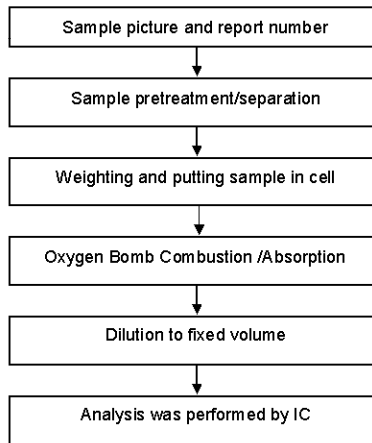 Sample picture and report number
Sample pretreatment/separation
Weighting and putting sample in cell
Oxygen Bomb Combustion /Absorption
Dilution to fixed volume
Analysis was performed by IC